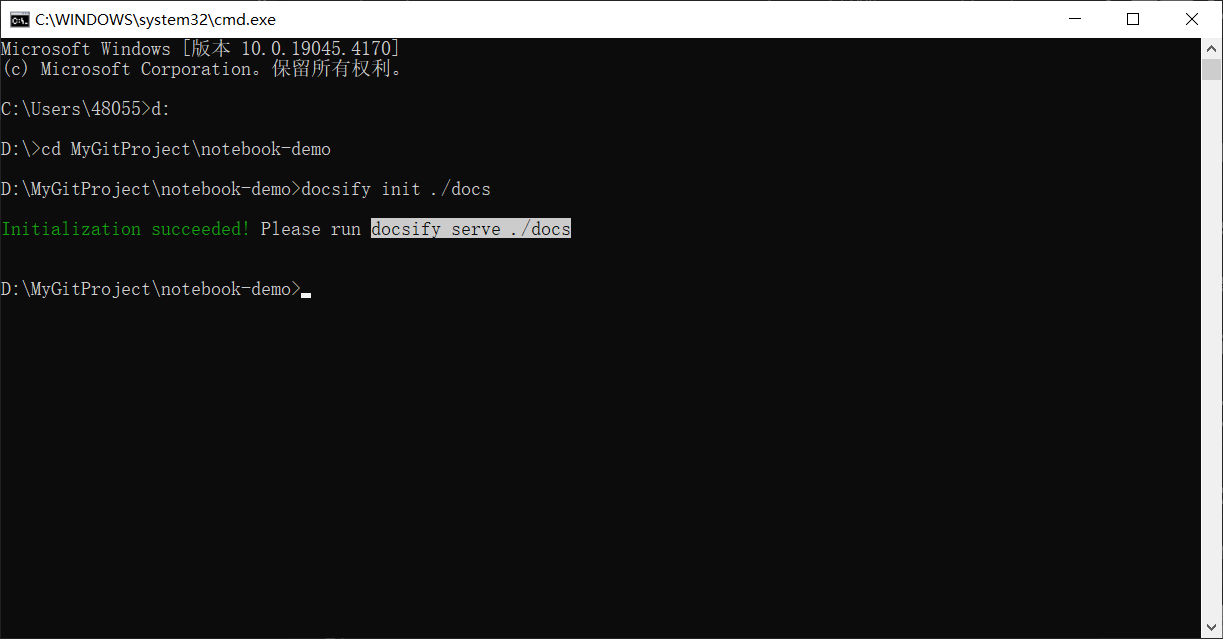 C:\WINDOWS\system32\cmd.exe
Microsoft Windows [版本 10.0.19045.4170]
(c) Microsoft Corporation。保留所有权利。
C:\Users\48055>d:
D:\>cd MyGitProject\notebook-demo
D:\MyGitProject\notebook-demo>docsify init ./docs
Initialization succeeded! Please run docsify serve ./docs
D:\MyGitProject\notebook-demo>